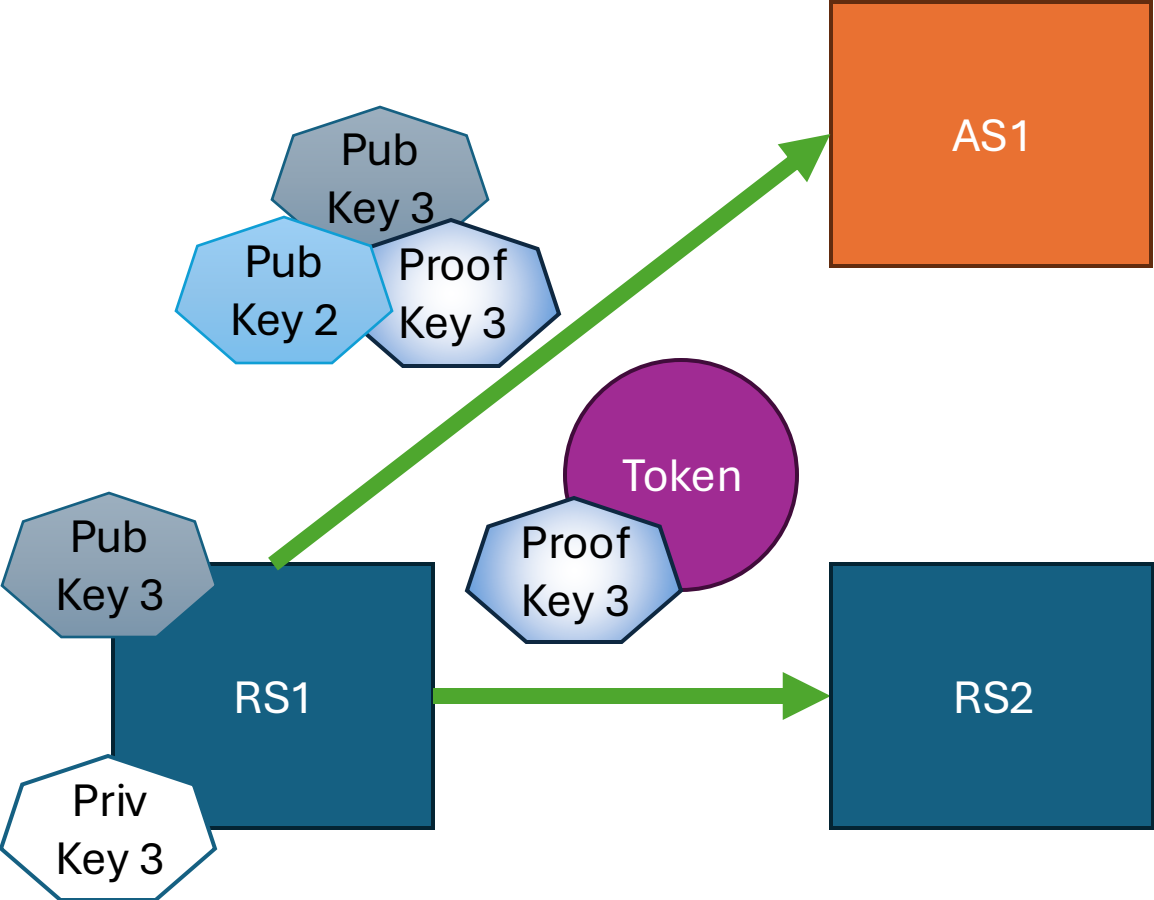 AS1
Pub
Key 3
Pub
Key 2
Proof
Key 3
Token
Proof
Key 3
Pub
Key 3
RS1
RS2
Priv
Key 3